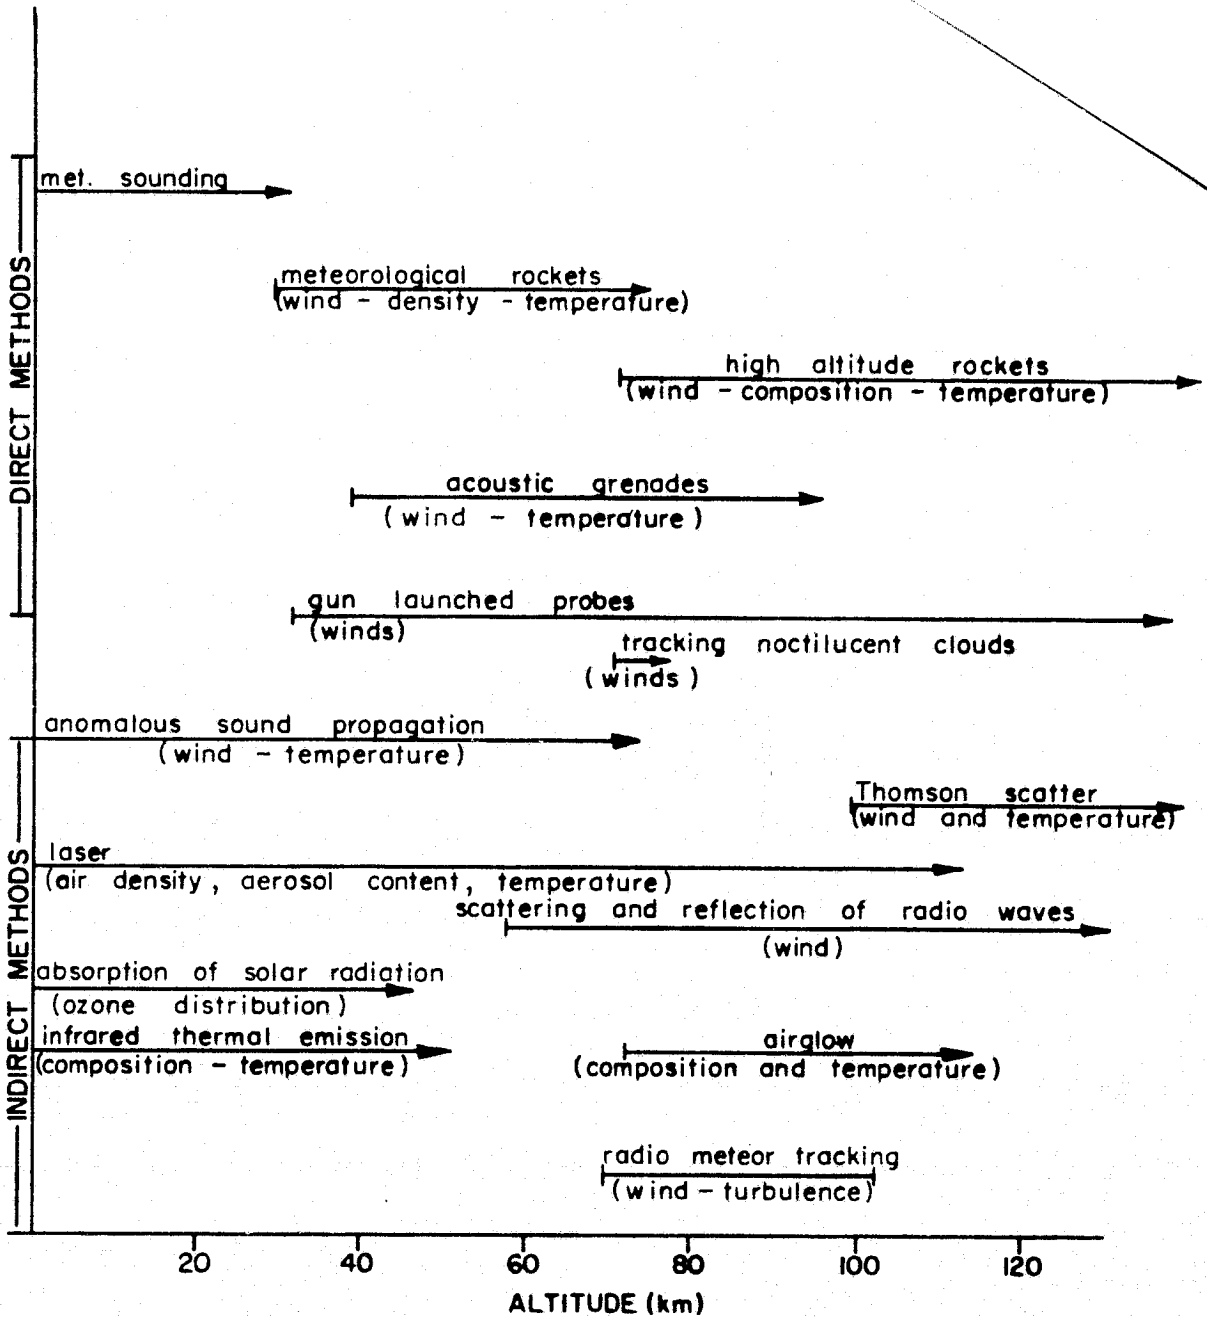 DIRECT METHODS
met. sounding
meteorological rockets
(wind - density - temperature)
high altitude rockets
(wind - composition - temperature)
acoustic grenades
(wind - temperature)
gun launched probes
(winds)
tracking noctilucent clouds
(winds)
INDIRECT METHODS
anomalous sound propagation
(wind - temperature)
Thomson scatter
(wind and temperature)
laser
(air density, aerosol content, temperature)
scattering and reflection of radio waves
(wind)
absorption of solar radiation
(ozone distribution)
infrared thermal emission
(composition - temperature)
airglow
(composition and temperature)
radio meteor tracking
(wind - turbulence)
20 40 60 80 100 120
ALTITUDE (km)